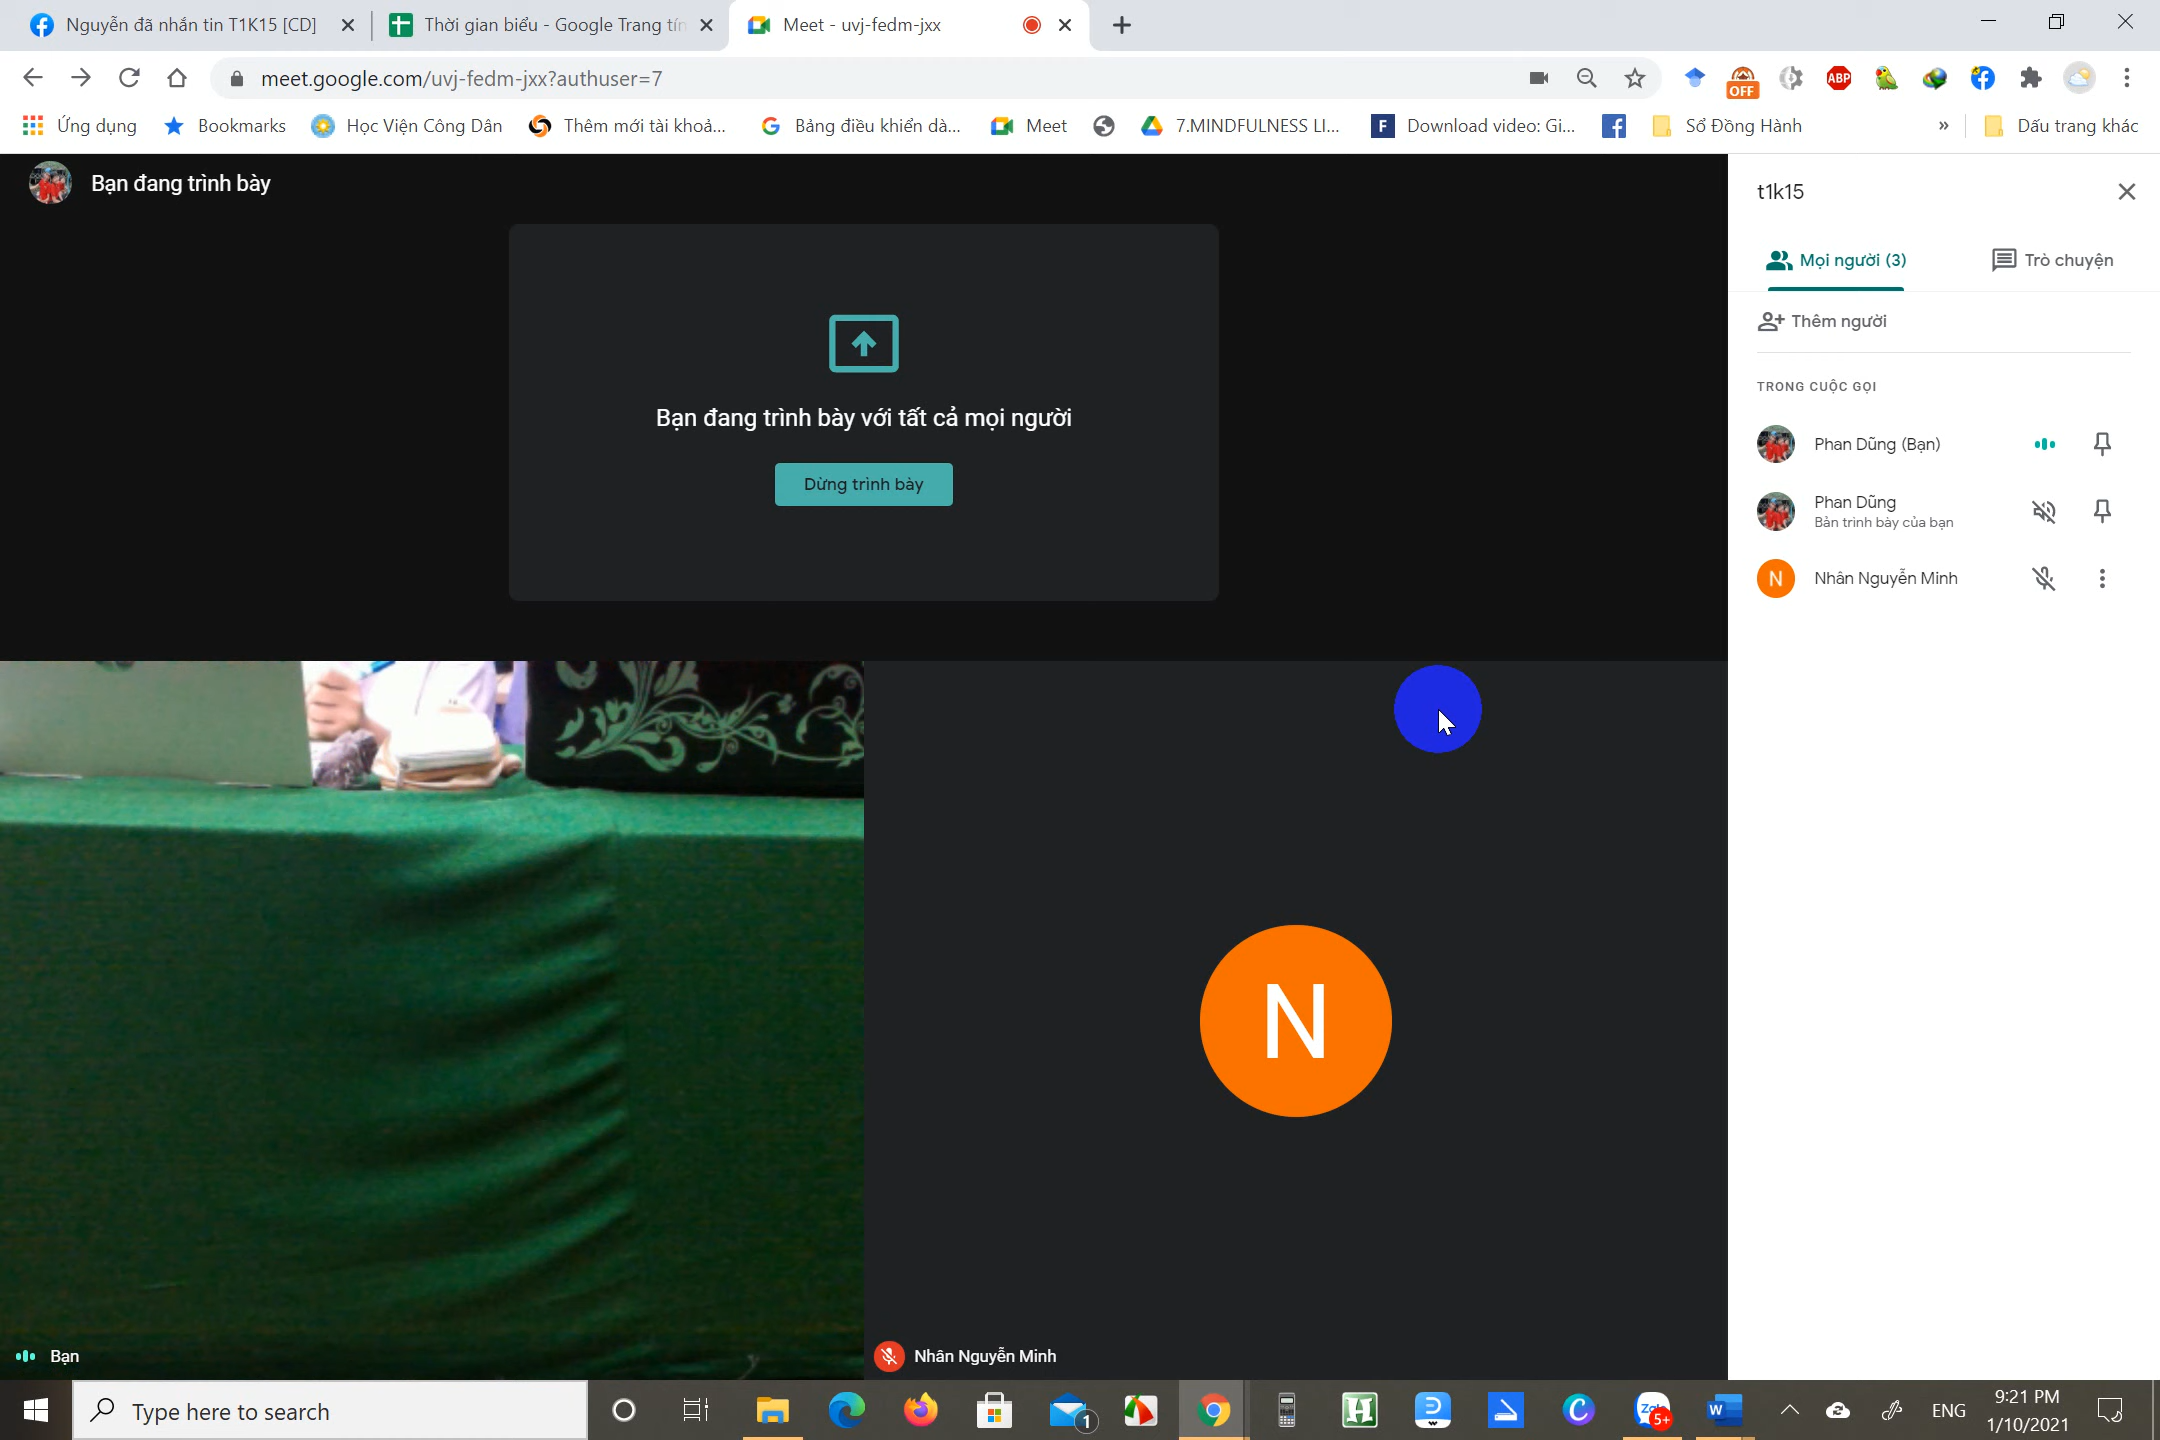 Nguyễn đã nhắn tin T1K15 [CD]
Thời gian biểu - Google Trang tín
Meet - uvj-fedm-jxx
meet.google.com/uvj-fedm-jxx?authuser=7
OFF
ABP
Ứng dụng
Bookmarks
Học Viện Công Dân
Thêm mới tài khoả...
Bảng điều khiển dà...
Meet
7.MINDFULNESS LI...
F
Download video: Gi...
Sổ Đồng Hành
»
Dấu trang khác
Bạn đang trình bày
t1k15
Mọi người (3)
Trò chuyện
Thêm người
TRONG CUỘC GỌI
Phan Dũng (Bạn)
Phan Dũng
Bản trình bày của bạn
N
Nhân Nguyễn Minh
Bạn đang trình bày với tất cả mọi người
Dừng trình bày
N
Bạn
Nhân Nguyễn Minh
Type here to search
1
H
C
Zalo
5+
W
ENG
9:21 PM
1/10/2021